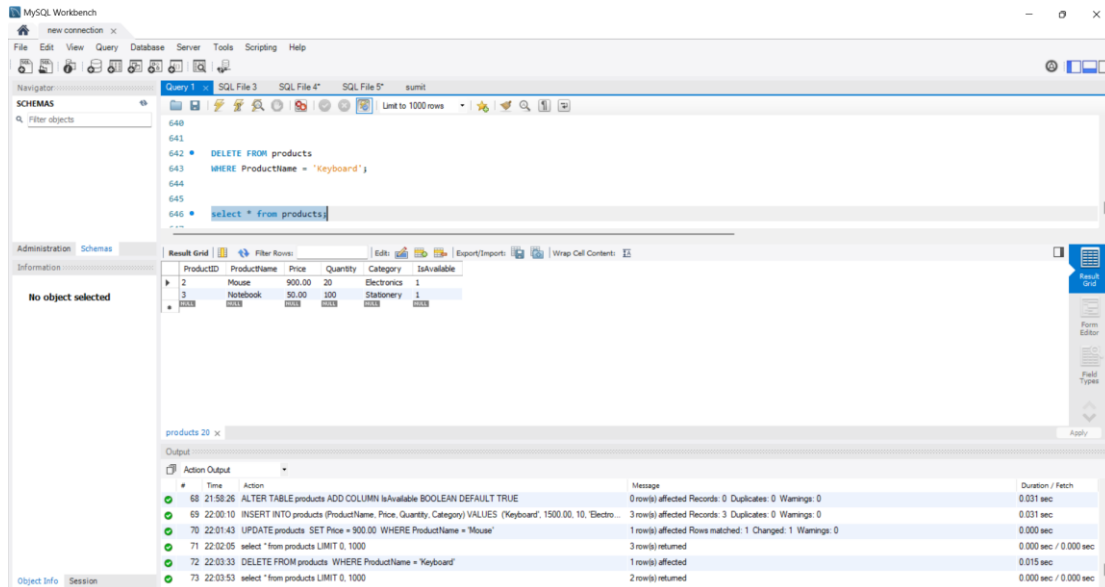 MySQL Workbench
new connection ×
File Edit View Query Database Server Tools Scripting Help
Navigator
SCHEMAS
Filter objects
Query 1 × SQL File 3 SQL File 4* SQL File 5* sumit
Limit to 1000 rows
640
641
642 DELETE FROM products
643 WHERE ProductName = 'Keyboard';
644
645
646 select * from products;
Administration Schemas
Information
No object selected
Result Grid Filter Rows: Edit: Export/Import: Wrap Cell Content:
ProductID ProductName Price Quantity Category IsAvailable
2 Mouse 900.00 20 Electronics 1
3 Notebook 50.00 100 Stationery 1
NULL NULL NULL NULL NULL NULL
Result Grid
Form Editor
Field Types
products 20 ×
Apply
Output
Action Output
# Time Action Message Duration / Fetch
68 21:58:26 ALTER TABLE products ADD COLUMN IsAvailable BOOLEAN DEFAULT TRUE 0 row(s) affected Records: 0 Duplicates: 0 Warnings: 0 0.031 sec
69 22:00:10 INSERT INTO products (ProductName, Price, Quantity, Category) VALUES ('Keyboard', 1500.00, 10, 'Electro... 3 row(s) affected Records: 3 Duplicates: 0 Warnings: 0 0.031 sec
70 22:01:43 UPDATE products SET Price = 900.00 WHERE ProductName = 'Mouse' 1 row(s) affected Rows matched: 1 Changed: 1 Warnings: 0 0.000 sec
71 22:02:05 select * from products LIMIT 0, 1000 3 row(s) returned 0.000 sec / 0.000 sec
72 22:03:33 DELETE FROM products WHERE ProductName = 'Keyboard' 1 row(s) affected 0.015 sec
73 22:03:53 select * from products LIMIT 0, 1000 2 row(s) returned 0.000 sec / 0.000 sec
Object Info Session